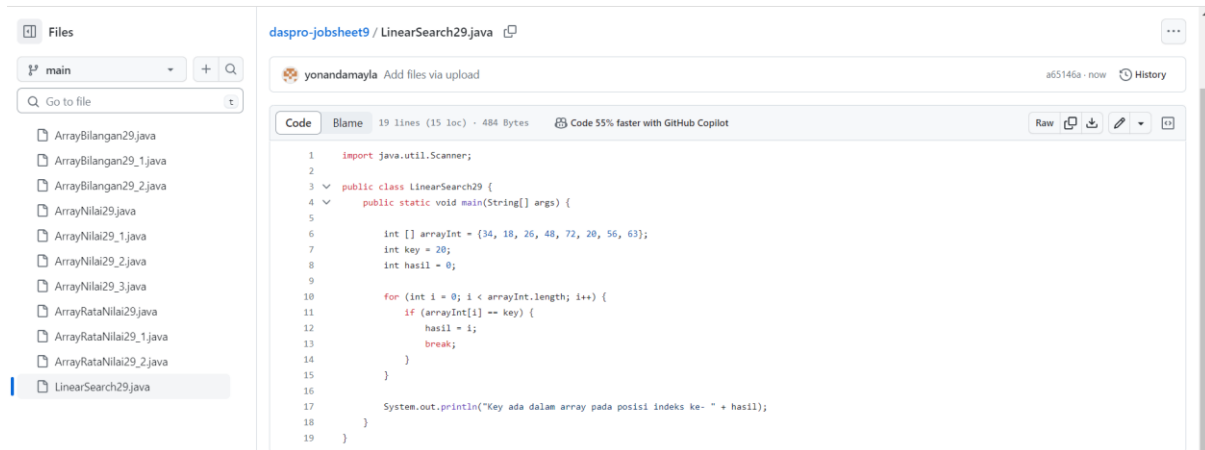 Files
main
Go to file
t
ArrayBilangan29.java
ArrayBilangan29_1.java
ArrayBilangan29_2.java
ArrayNilai29.java
ArrayNilai29_1.java
ArrayNilai29_2.java
ArrayNilai29_3.java
ArrayRataNilai29.java
ArrayRataNilai29_1.java
ArrayRataNilai29_2.java
LinearSearch29.java
daspro-jobsheet9 / LinearSearch29.java
yonandamayla Add files via upload a65146a · now History
Code Blame 19 lines (15 loc) · 484 Bytes Code 55% faster with GitHub Copilot Raw
1 import java.util.Scanner;
2
3 public class LinearSearch29 {
4 public static void main(String[] args) {
5
6 int [] arrayInt = {34, 18, 26, 48, 72, 20, 56, 63};
7 int key = 20;
8 int hasil = 0;
9
10 for (int i = 0; i < arrayInt.length; i++) {
11 if (arrayInt[i] == key) {
12 hasil = i;
13 break;
14 }
15 }
16
17 System.out.println("Key ada dalam array pada posisi indeks ke- " + hasil);
18 }
19 }